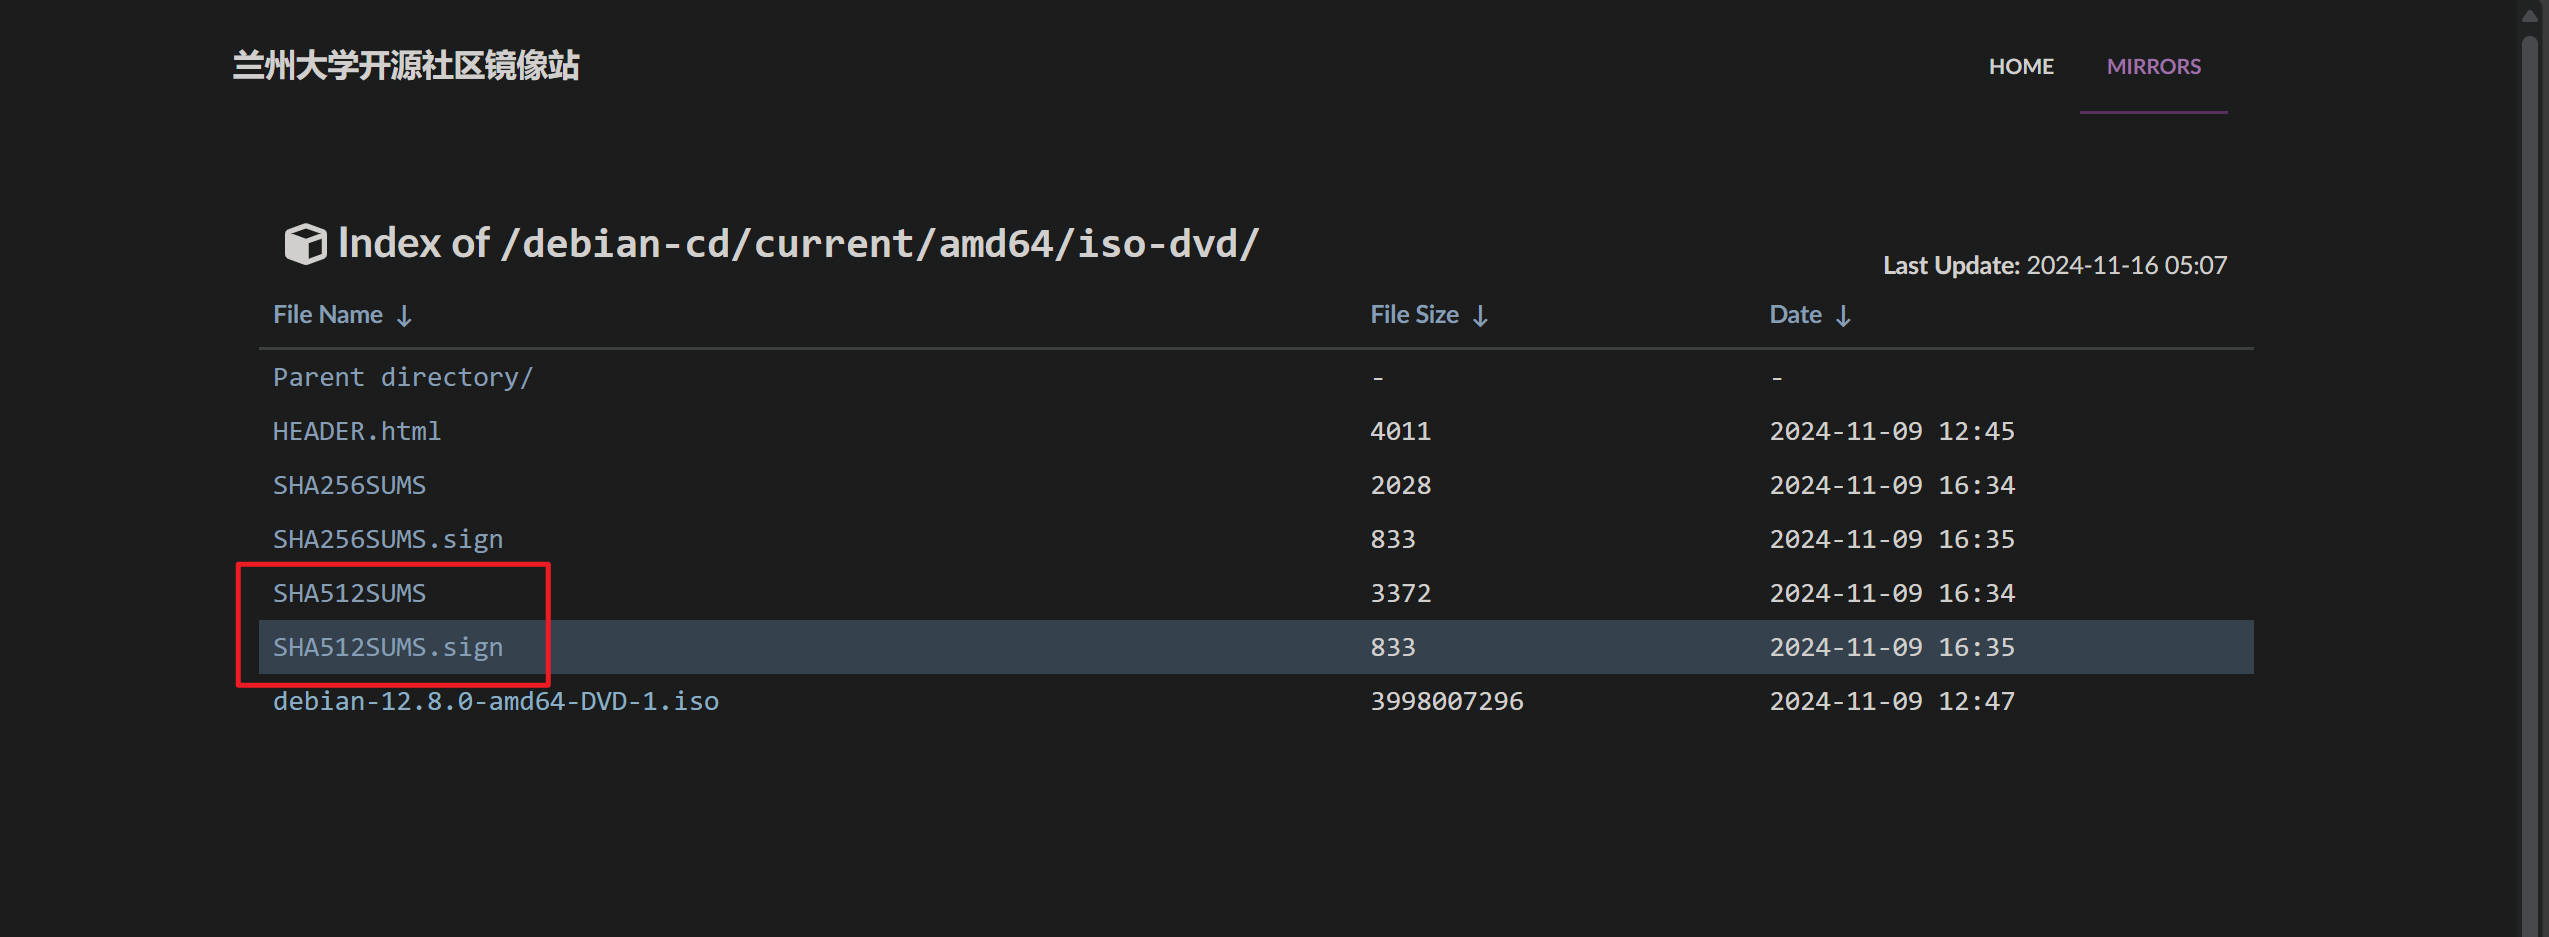 兰州大学开源社区镜像站 HOME MIRRORS
Index of /debian-cd/current/amd64/iso-dvd/
Last Update: 2024-11-16 05:07
File Name ↓ File Size ↓ Date ↓
Parent directory/ - -
HEADER.html 4011 2024-11-09 12:45
SHA256SUMS 2028 2024-11-09 16:34
SHA256SUMS.sign 833 2024-11-09 16:35
SHA512SUMS 3372 2024-11-09 16:34
SHA512SUMS.sign 833 2024-11-09 16:35
debian-12.8.0-amd64-DVD-1.iso 3998007296 2024-11-09 12:47